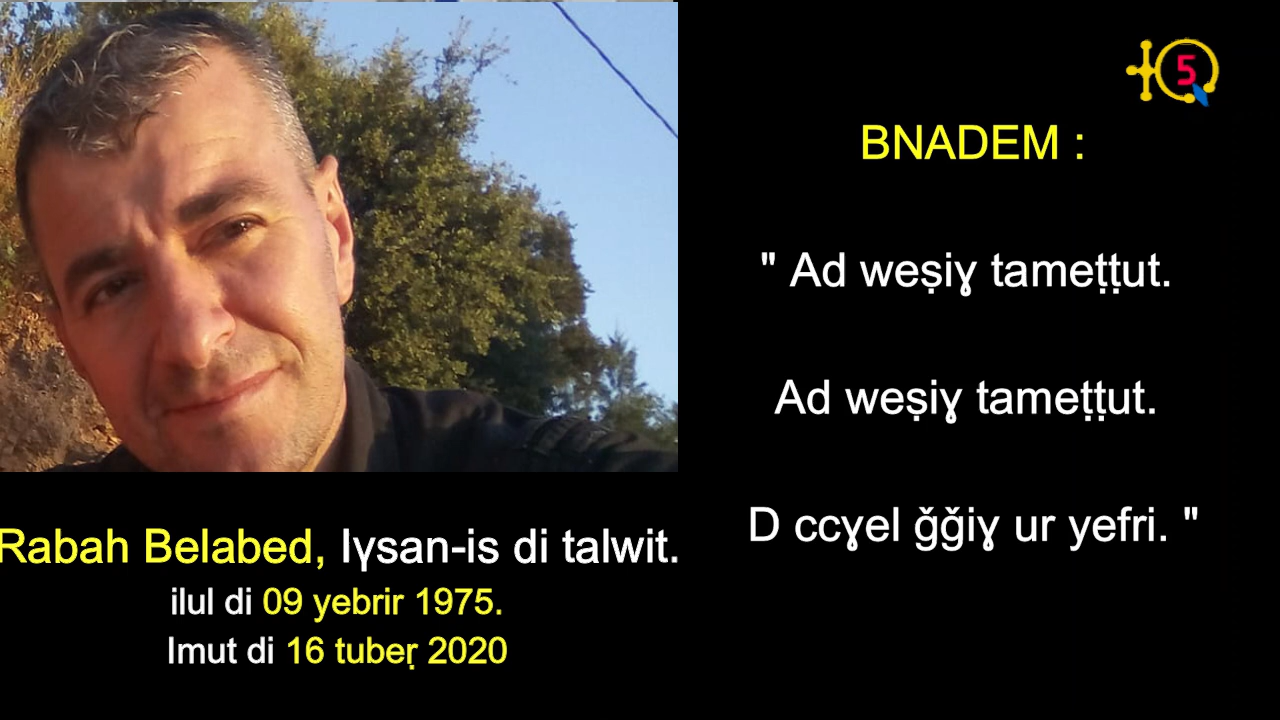 5
BNADEM :
" Ad weṣiɣ tameṭṭut.
Ad weṣiɣ tameṭṭut.
D ccɣel ǧǧiɣ ur yefri. "
Rabah Belabed, Iɣsan-is di talwit.
ilul di 09 yebrir 1975.
Imut di 16 tubeṛ 2020